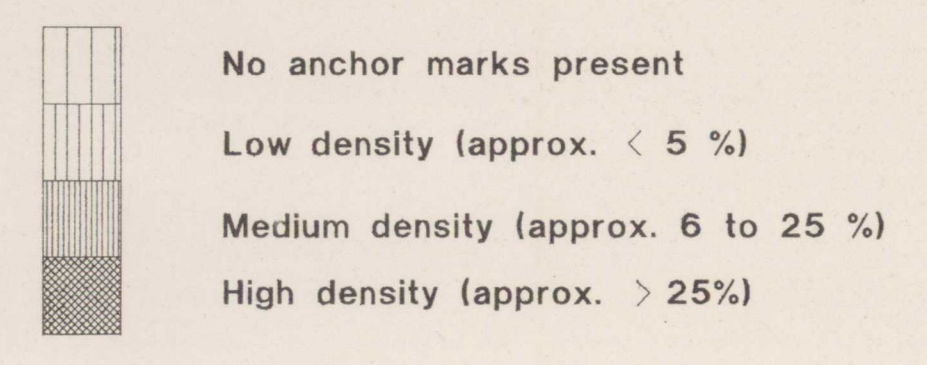 No anchor marks present
Low density (approx. < 5 %)
Medium density (approx. 6 to 25 %)
High density (approx. > 25%)